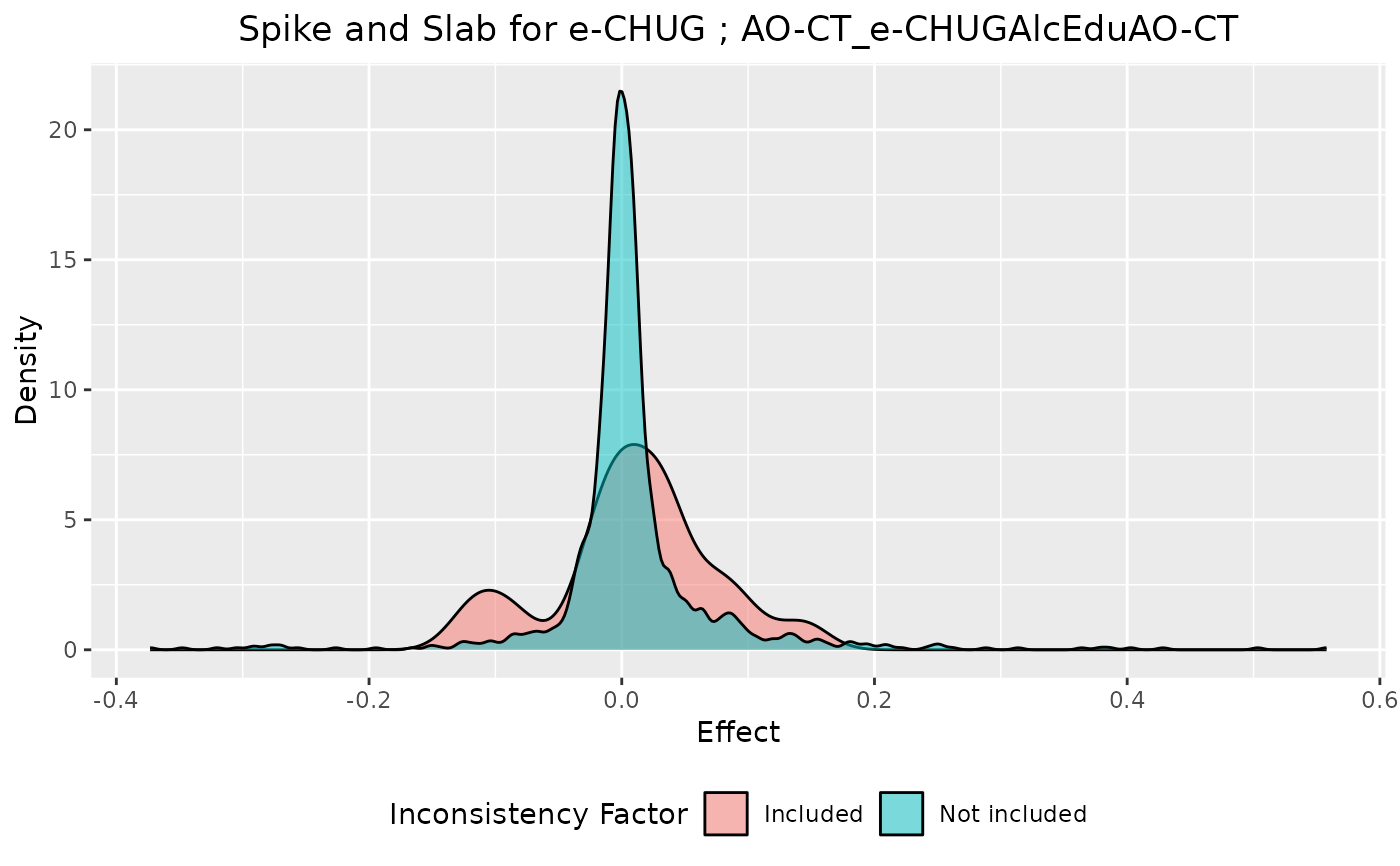 Spike and Slab for e-CHUG ; AO-CT_e-CHUGAlcEduAO-CT
20
15
10
5
0
Density
-0.4 -0.2 0.0 0.2 0.4 0.6
Effect
Inconsistency Factor Included Not included